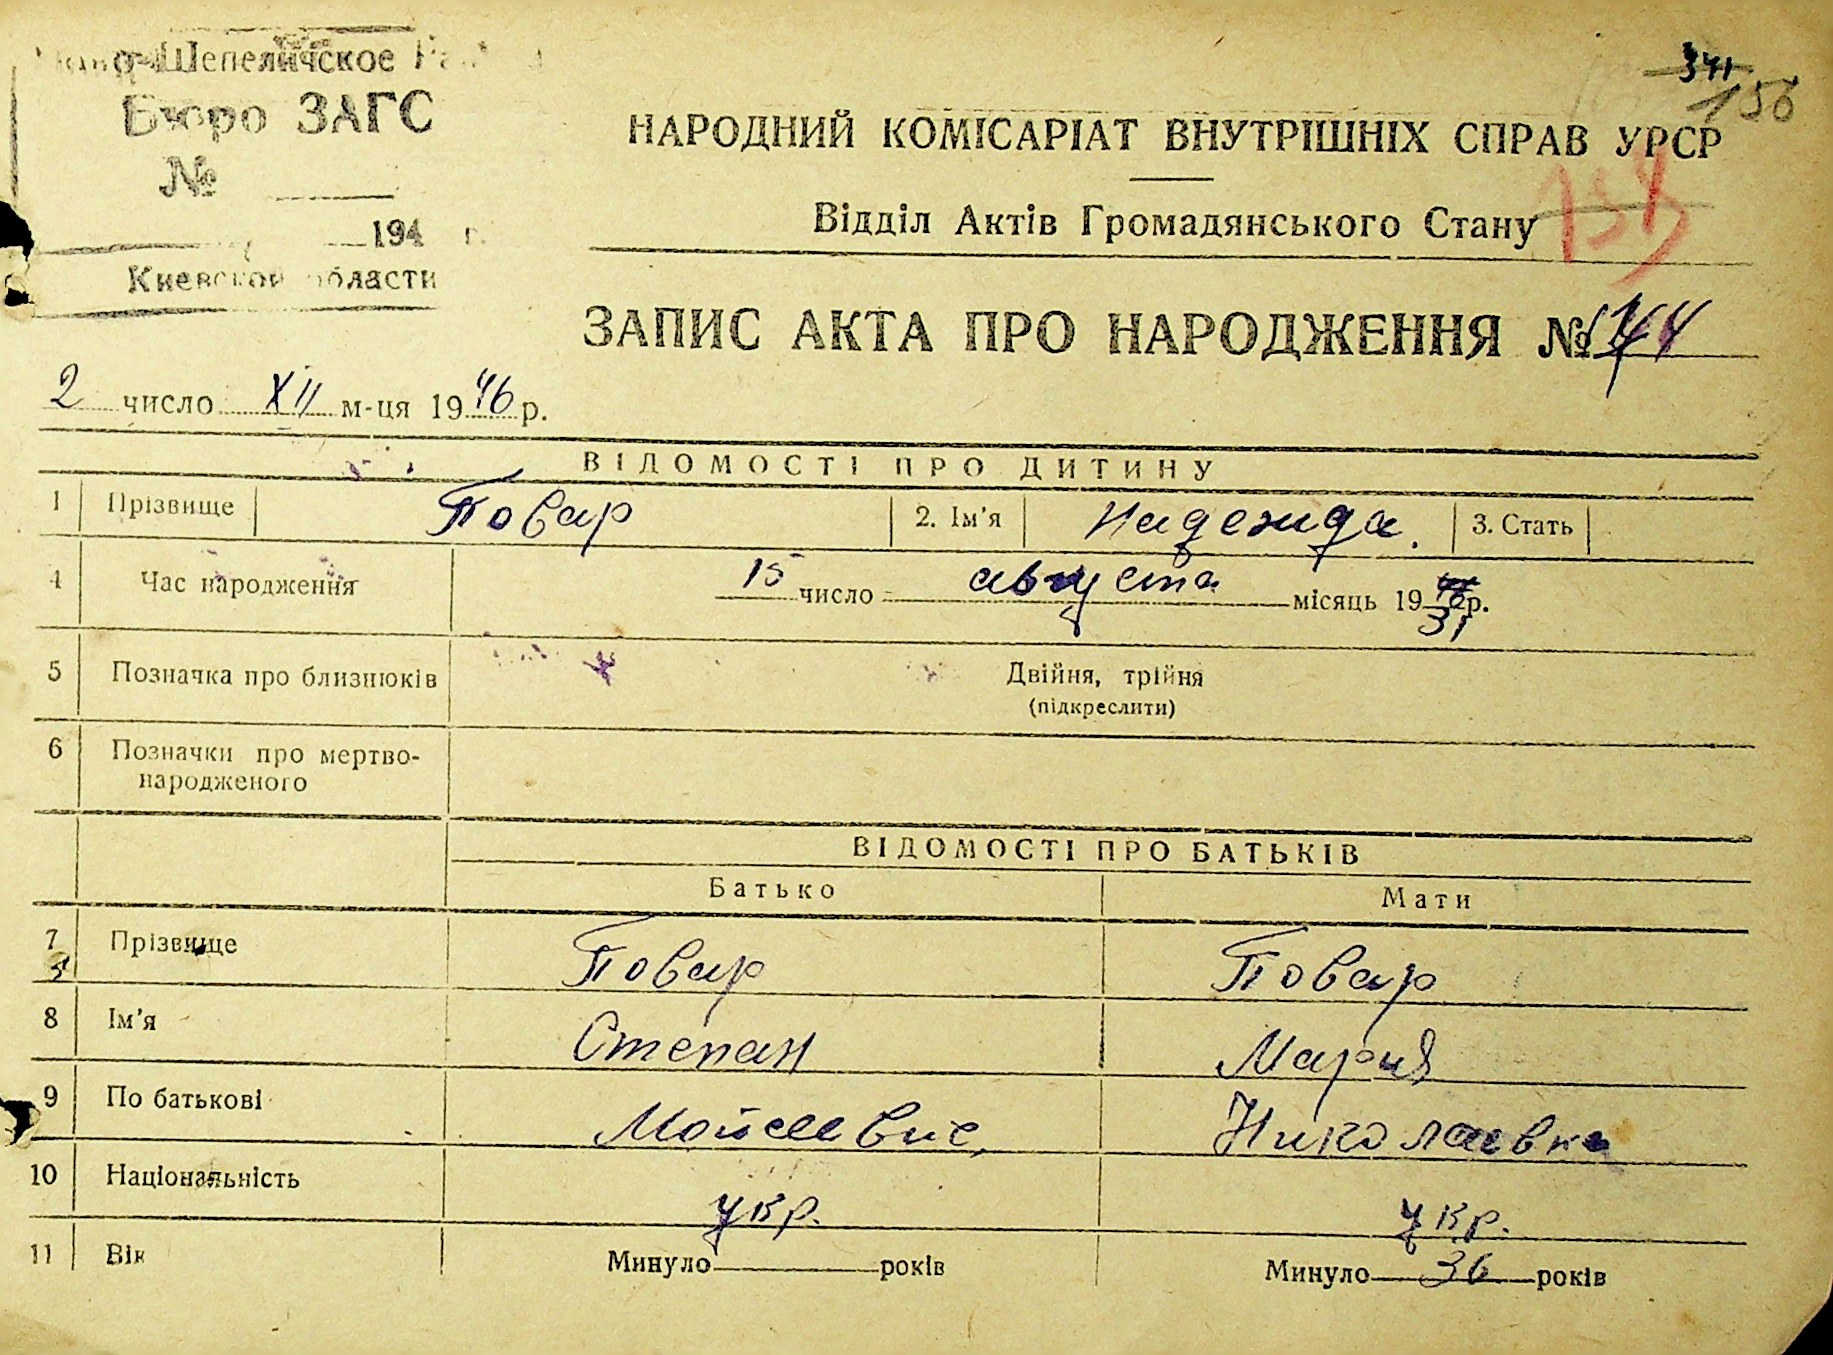 Шепеличское
Бюро ЗАГС
№
194 г.
Киевской области
341
156
НАРОДНИЙ КОМІСАРІАТ ВНУТРІШНІХ СПРАВ УРСР
Відділ Актів Громадянського Стану
ЗАПИС АКТА ПРО НАРОДЖЕННЯ №
2 число XII м-ця 1946 р.
ВІДОМОСТІ ПРО ДИТИНУ
1 Прізвище Повар 2. Ім'я Надежда. 3. Стать
4 Час народження 15 число августа місяць 19 31 р.
5 Позначка про близнюків Двійня, трійня
(підкреслити)
6 Позначки про мертво-
народженого
ВІДОМОСТІ ПРО БАТЬКІВ
Батько Мати
7 Прізвище Повар Повар
8 Ім'я Степан Мария
9 По батькові Мойсеевич Николаевна
10 Національність укр. укр.
11 Вік Минуло років Минуло 36 років